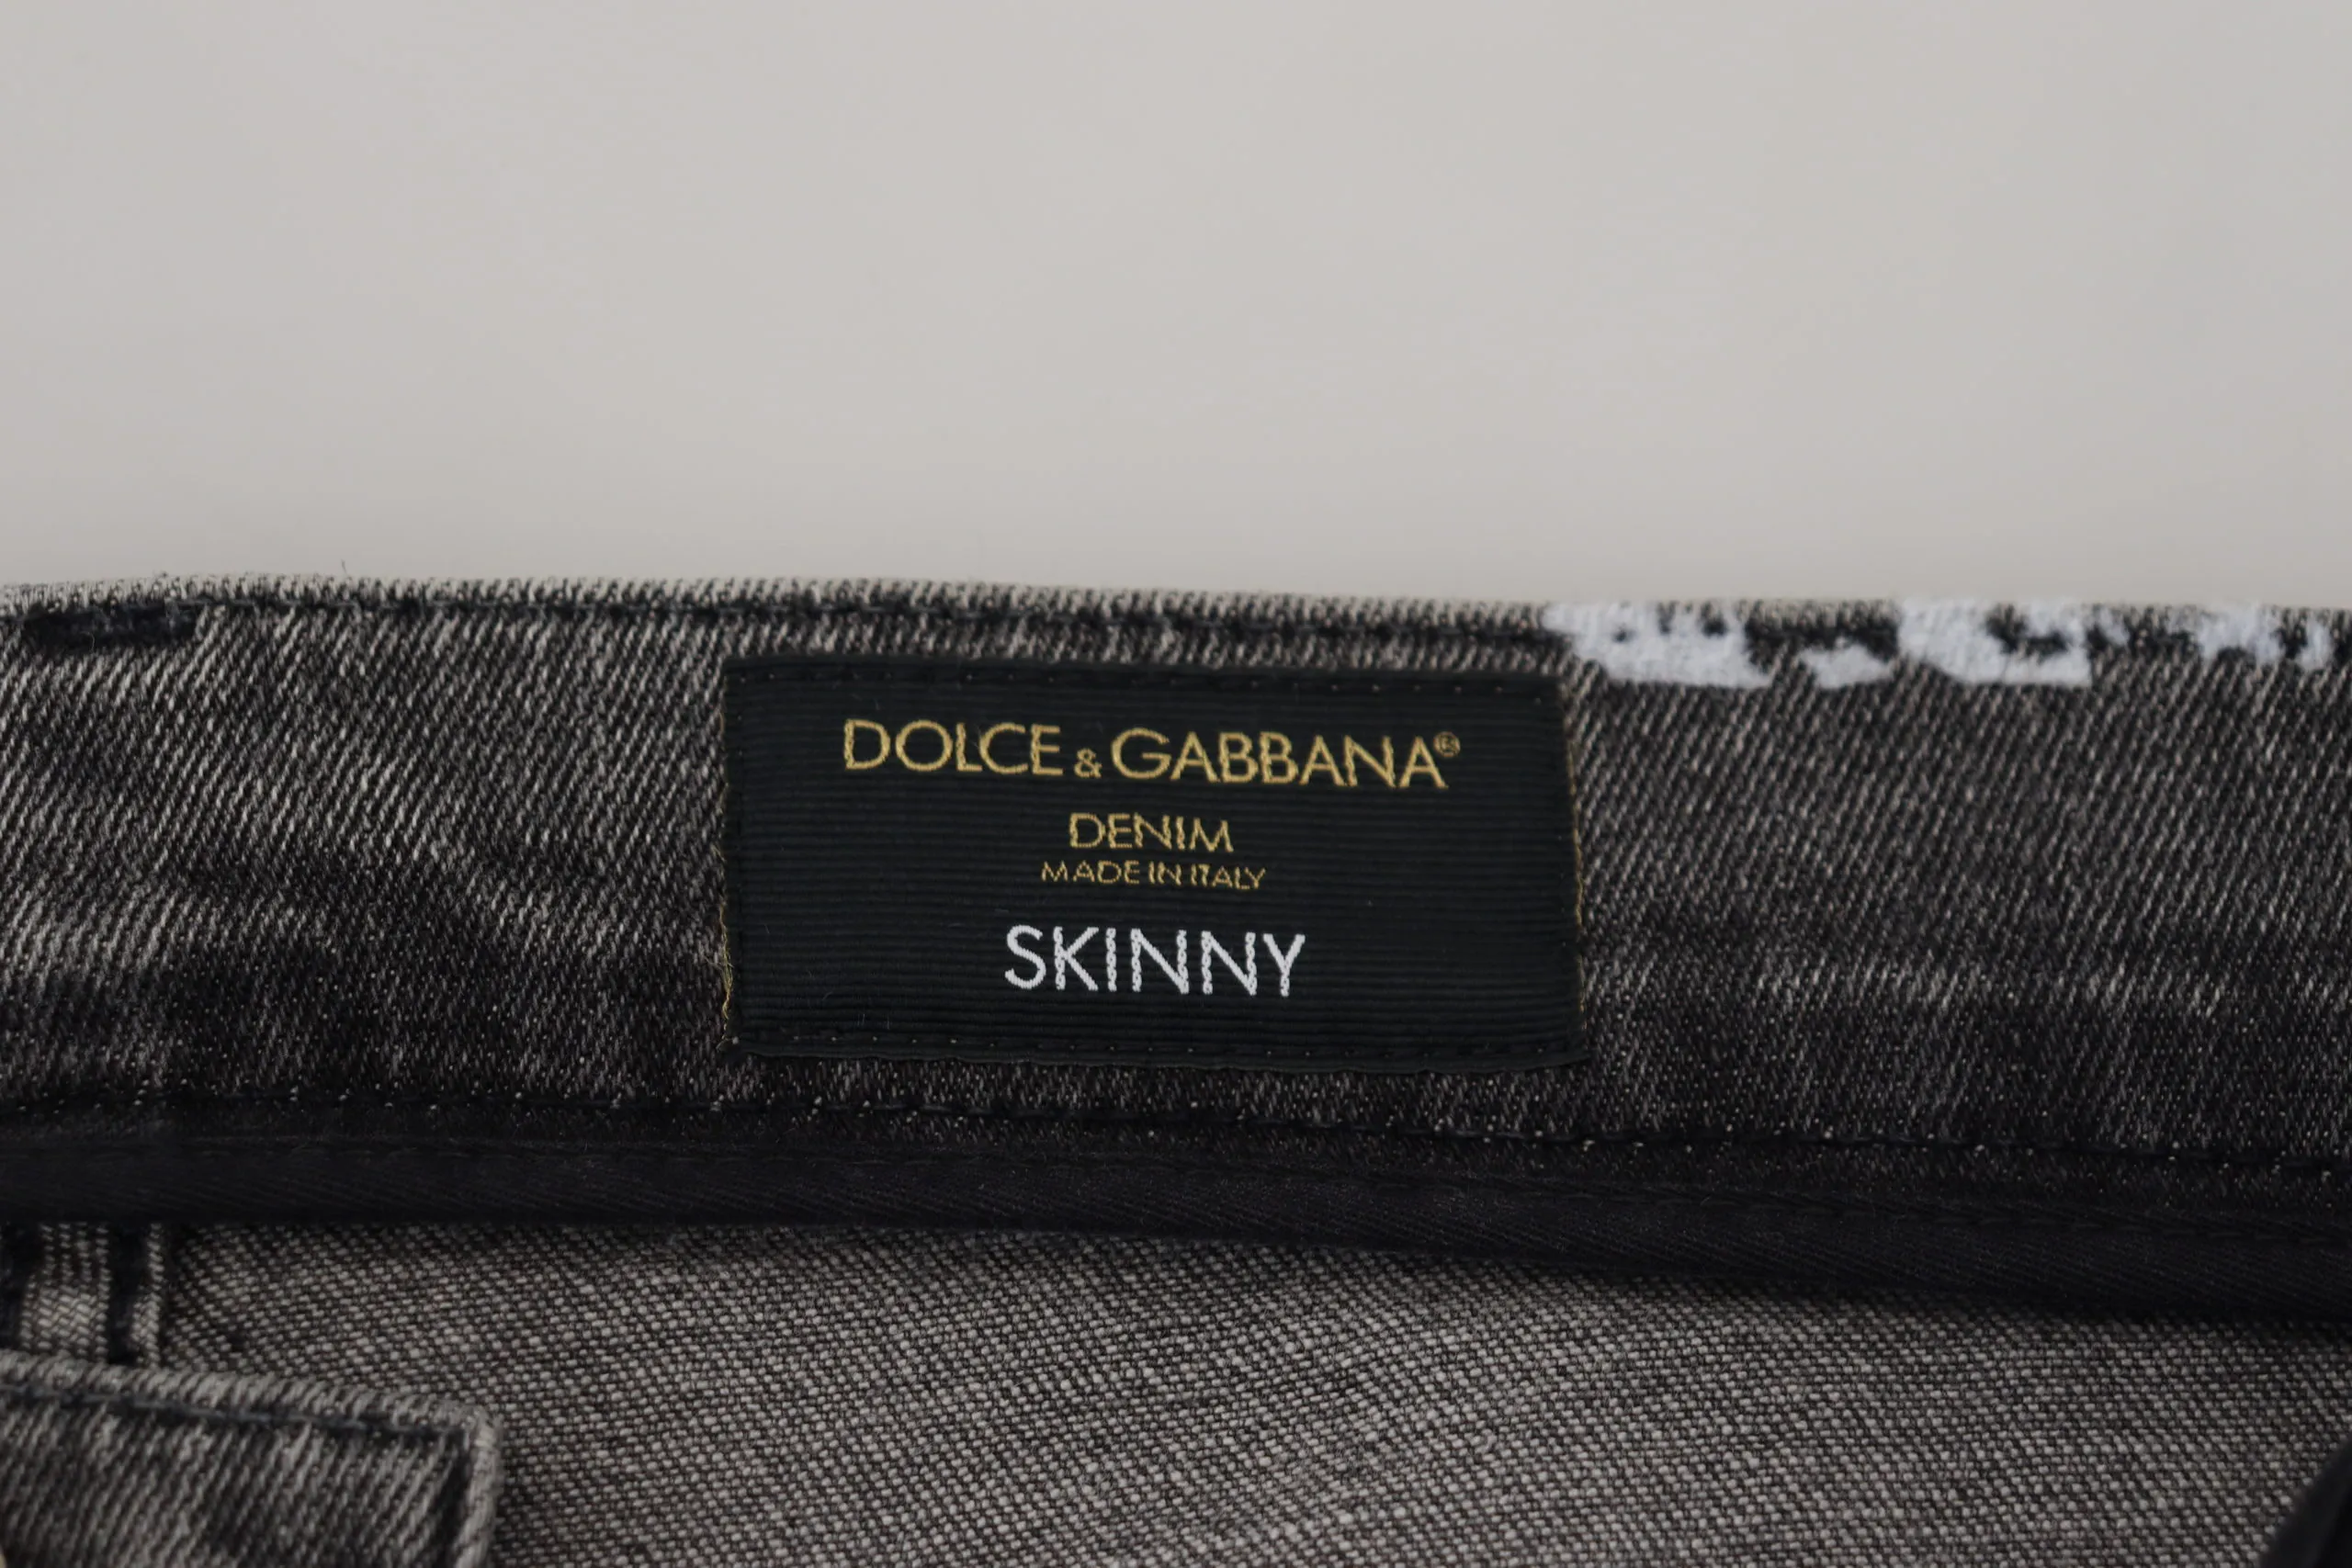 DOLCE & GABBANA®
DENIM
MADE IN ITALY
SKINNY